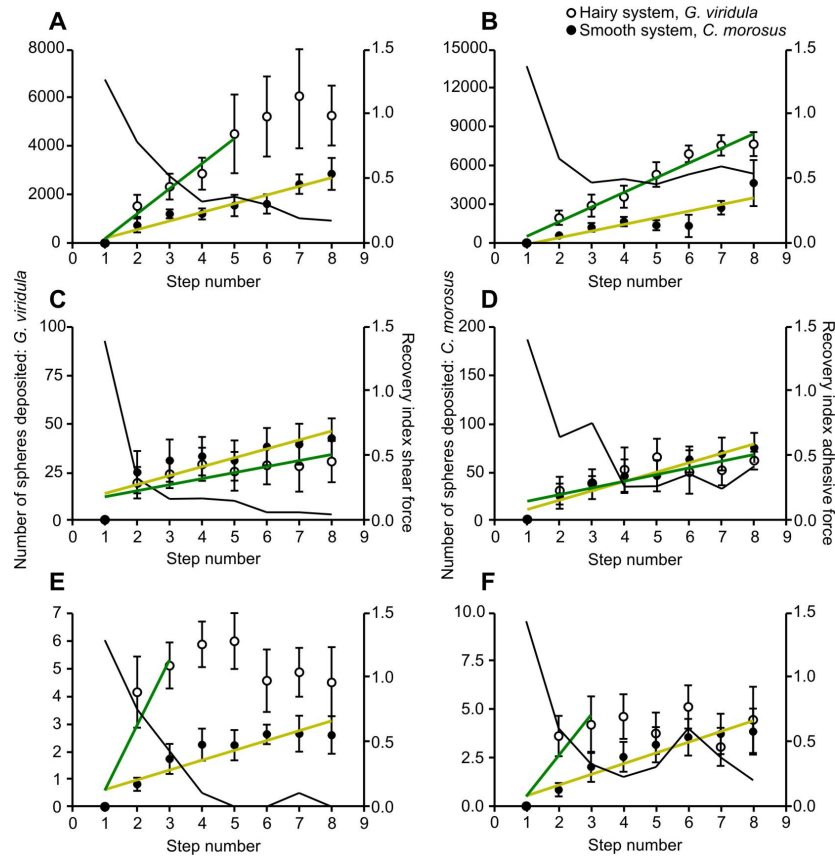 Hairy system, G. viridula
Smooth system, C. morosus
A
8000
6000
4000
2000
0
1.5
1.0
0.5
0.0
0 1 2 3 4 5 6 7 8 9
Step number
B
15000
12000
9000
6000
3000
0
1.5
1.0
0.5
0.0
0 1 2 3 4 5 6 7 8 9
Step number
Number of spheres deposited: G. viridula
C
100
75
50
25
0
1.5
1.0
0.5
0.0
0 1 2 3 4 5 6 7 8 9
Step number
Recovery index shear force
Number of spheres deposited: C. morosus
D
200
150
100
50
0
1.5
1.0
0.5
0.0
0 1 2 3 4 5 6 7 8 9
Step number
Recovery index adhesive force
E
7
6
5
4
3
2
1
0
1.5
1.0
0.5
0.0
0 1 2 3 4 5 6 7 8 9
Step number
F
10.0
7.5
5.0
2.5
0.0
1.5
1.0
0.5
0.0
0 1 2 3 4 5 6 7 8 9
Step number